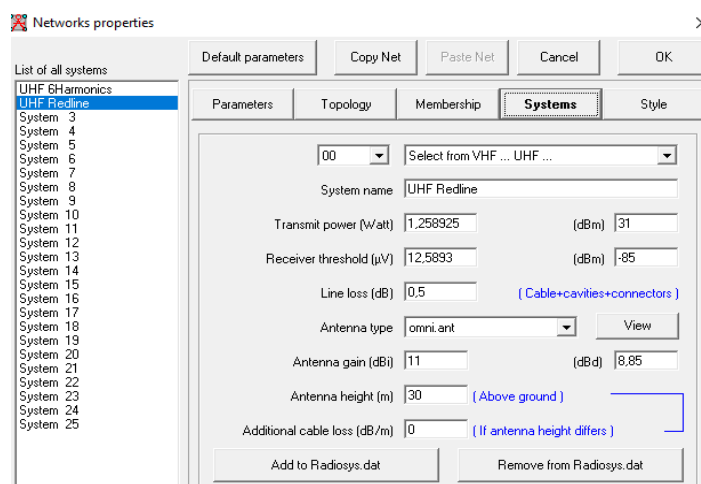 Networks properties
Default parameters Copy Net Paste Net Cancel OK
List of all systems
UHF 6Harmonics
UHF Redline
System 3
System 4
System 5
System 6
System 7
System 8
System 9
System 10
System 11
System 12
System 13
System 14
System 15
System 16
System 17
System 18
System 19
System 20
System 21
System 22
System 23
System 24
System 25
Parameters Topology Membership Systems Style
00 Select from VHF ... UHF ...
System name UHF Redline
Transmit power (Watt) 1,258925 (dBm) 31
Receiver threshold (µV) 12,5893 (dBm) -85
Line loss (dB) 0,5 ( Cable+cavities+connectors )
Antenna type omni.ant View
Antenna gain (dBi) 11 (dBd) 8,85
Antenna height (m) 30 ( Above ground )
Additional cable loss (dB/m) 0 ( If antenna height differs )
Add to Radiosys.dat Remove from Radiosys.dat